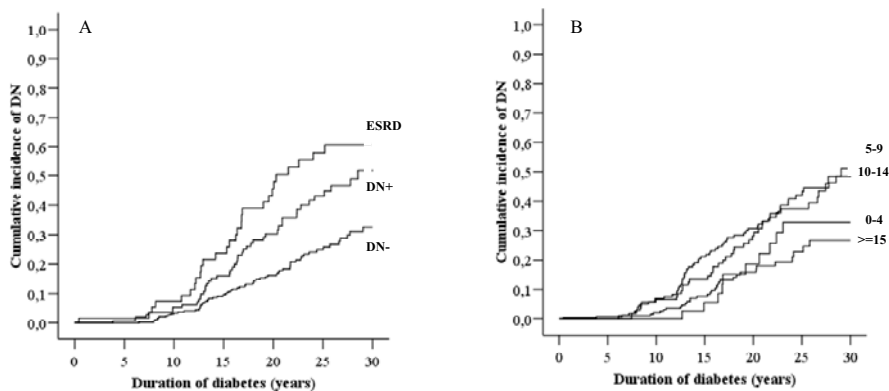 A
Cumulative incidence of DN
1,0
0,9
0,8
0,7
0,6
0,5
0,4
0,3
0,2
0,1
0,0
ESRD
DN+
DN-
0 5 10 15 20 25 30
Duration of diabetes (years)
B
Cumulative incidence of DN
1,0
0,9
0,8
0,7
0,6
0,5
0,4
0,3
0,2
0,1
0,0
5-9
10-14
0-4
>=15
0 5 10 15 20 25 30
Duration of diabetes (years)